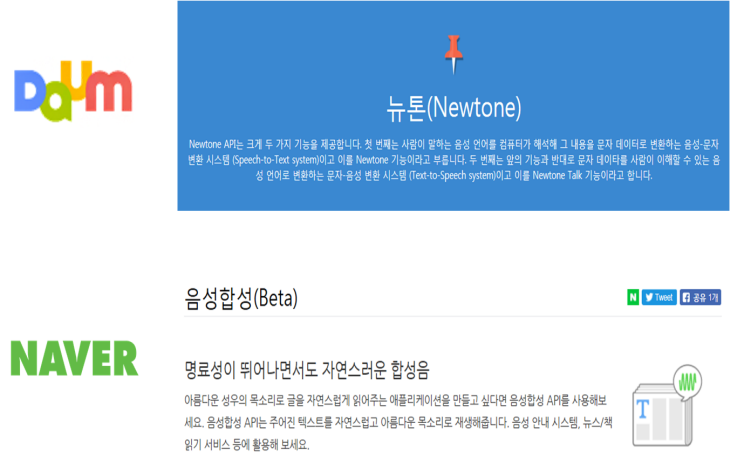 Daum
뉴톤(Newtone)
Newtone API는 크게 두 가지 기능을 제공합니다. 첫 번째는 사람이 말하는 음성 언어를 컴퓨터가 해석해 그 내용을 문자 데이터로 변환하는 음성-문자
변환 시스템 (Speech-to-Text system)이고 이를 Newtone 기능이라고 부릅니다. 두 번째는 앞의 기능과 반대로 문자 데이타를 사람이 이해할 수 있는 음
성 언어로 변환하는 문자-음성 변환 시스템 (Text-to-Speech system)이고 이를 Newtone Talk 기능이라고 합니다.
음성합성(Beta)
N Tweet 공유 1개
NAVER
명료성이 뛰어나면서도 자연스러운 합성음
아름다운 성우의 목소리로 글을 자연스럽게 읽어주는 애플리케이션을 만들고 싶다면 음성합성 API를 사용해보
세요. 음성합성 API는 주어진 텍스트를 자연스럽고 아름다운 목소리로 재생해줍니다. 음성 안내 시스템, 뉴스/책
읽기 서비스 등에 활용해 보세요.
T